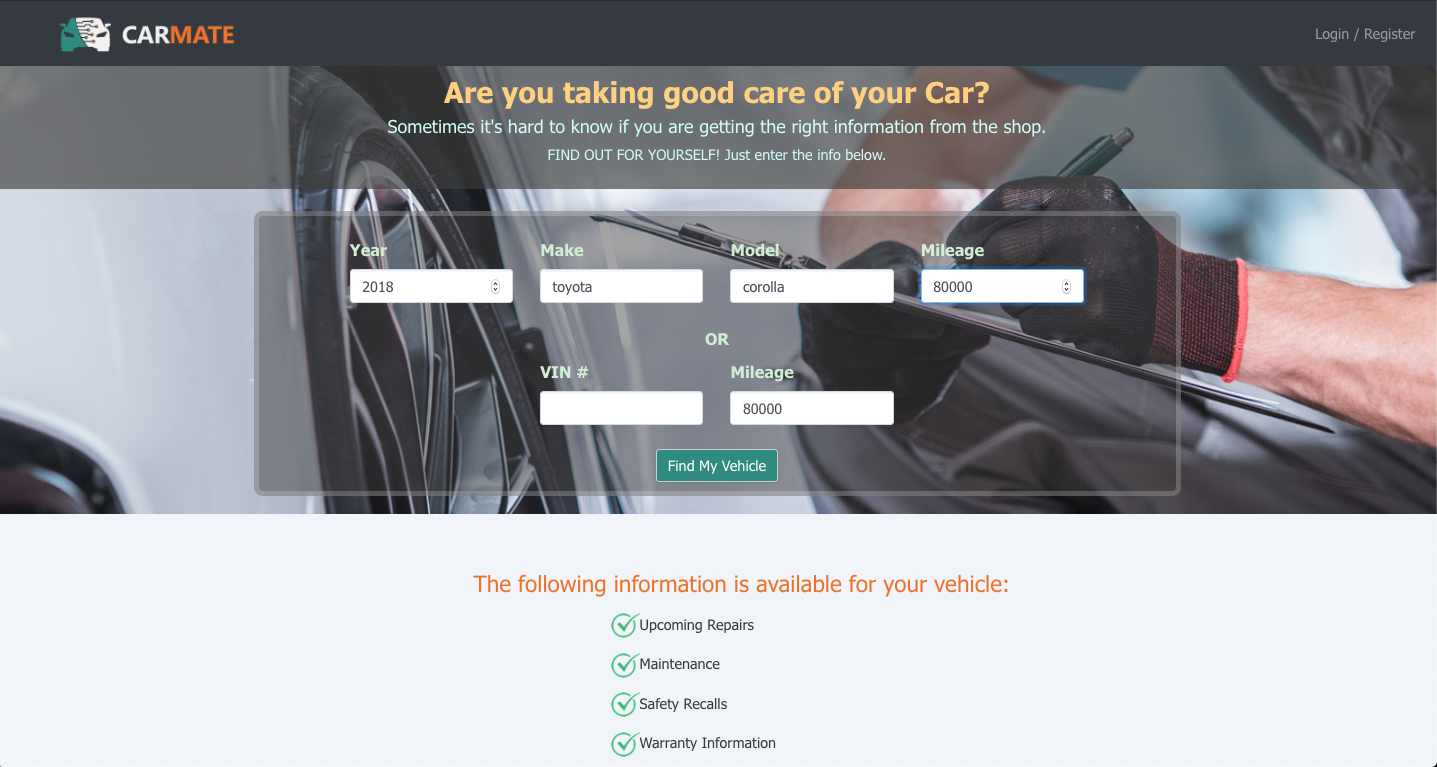 CARMATE
Login / Register
Are you taking good care of your Car?
Sometimes it's hard to know if you are getting the right information from the shop.
FIND OUT FOR YOURSELF! Just enter the info below.
Year Make Model Mileage
2018 toyota corolla 80000
OR
VIN # Mileage
80000
Find My Vehicle
The following information is available for your vehicle:
Upcoming Repairs
Maintenance
Safety Recalls
Warranty Information